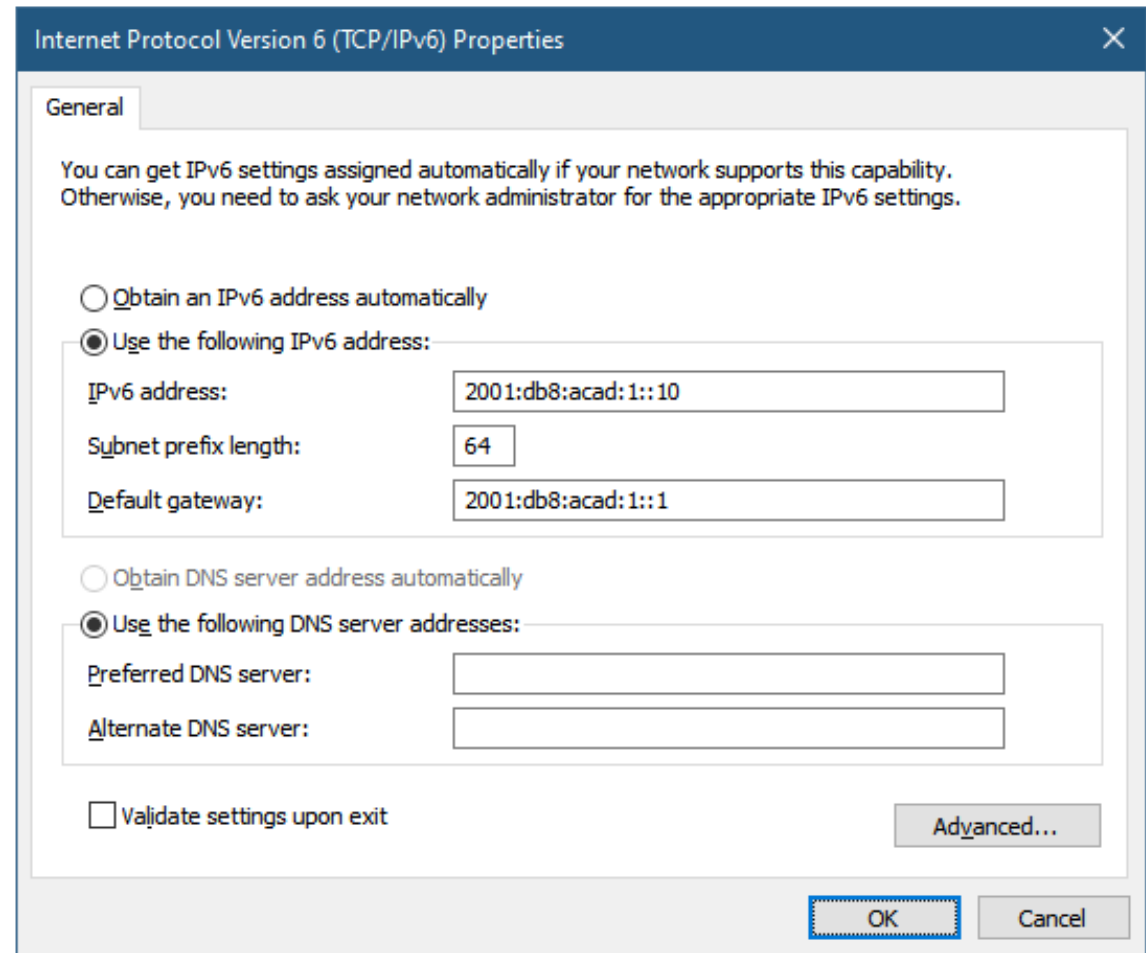 Internet Protocol Version 6 (TCP/IPv6) Properties
General
You can get IPv6 settings assigned automatically if your network supports this capability.
Otherwise, you need to ask your network administrator for the appropriate IPv6 settings.
Obtain an IPv6 address automatically
Use the following IPv6 address:
IPv6 address: 2001:db8:acad:1::10
Subnet prefix length: 64
Default gateway: 2001:db8:acad:1::1
Obtain DNS server address automatically
Use the following DNS server addresses:
Preferred DNS server:
Alternate DNS server:
Validate settings upon exit
Advanced...
OK Cancel